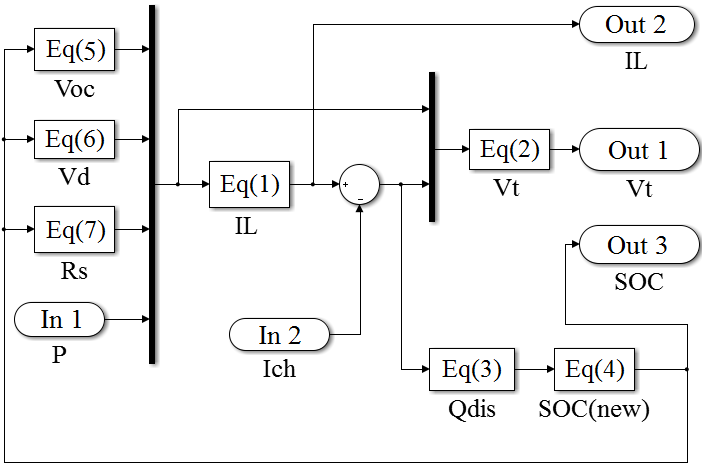 Eq(5)
Voc
Eq(6)
Vd
Eq(7)
Rs
In 1
P
Eq(1)
IL
+
−
In 2
Ich
Eq(2)
Vt
Eq(3)
Qdis
Eq(4)
SOC(new)
Out 2
IL
Out 1
Vt
Out 3
SOC